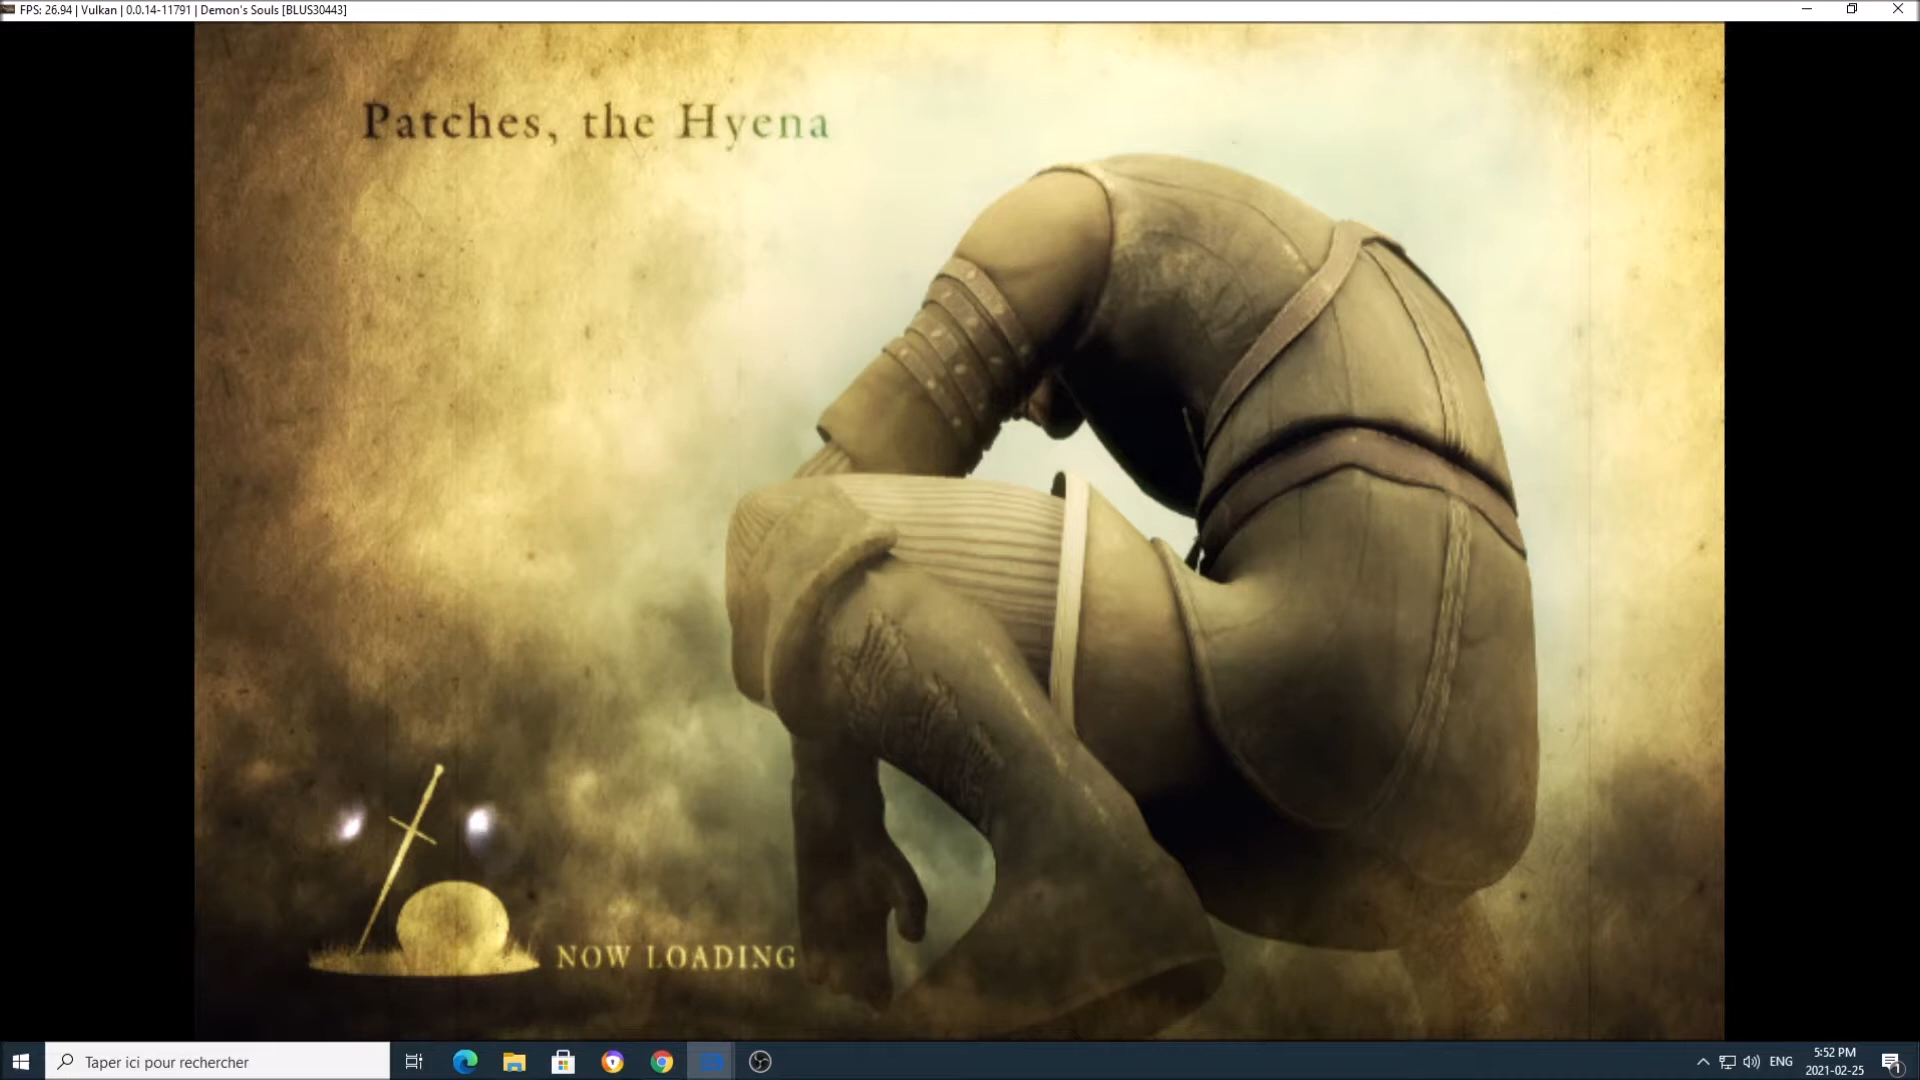 FPS: 26.94 | Vulkan | 0.0.14-11791 | Demon's Souls [BLUS30443]
Patches, the Hyena
NOW LOADING
Taper ici pour rechercher
ENG
5:52 PM
2021-02-25
1